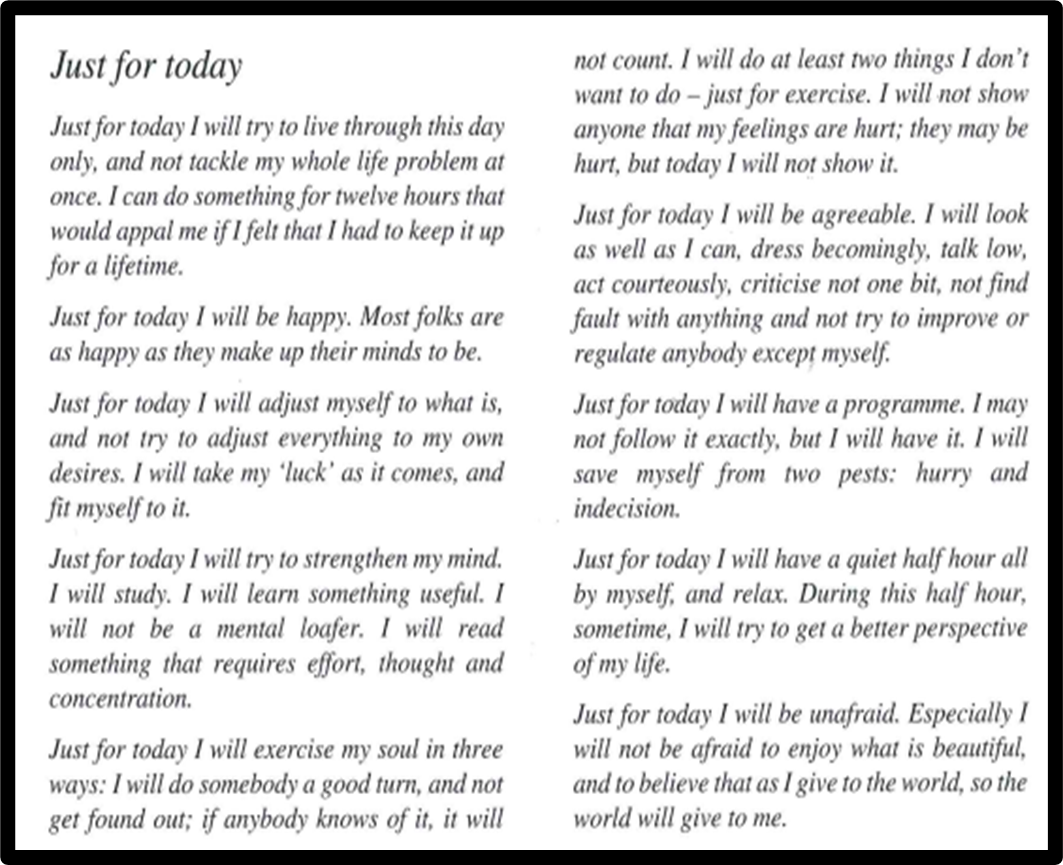 Just for today
Just for today I will try to live through this day
only, and not tackle my whole life problem at
once. I can do something for twelve hours that
would appal me if I felt that I had to keep it up
for a lifetime.
Just for today I will be happy. Most folks are
as happy as they make up their minds to be.
Just for today I will adjust myself to what is,
and not try to adjust everything to my own
desires. I will take my ‘luck’ as it comes, and
fit myself to it.
Just for today I will try to strengthen my mind.
I will study. I will learn something useful. I
will not be a mental loafer. I will read
something that requires effort, thought and
concentration.
Just for today I will exercise my soul in three
ways: I will do somebody a good turn, and not
get found out; if anybody knows of it, it will
not count. I will do at least two things I don’t
want to do – just for exercise. I will not show
anyone that my feelings are hurt; they may be
hurt, but today I will not show it.
Just for today I will be agreeable. I will look
as well as I can, dress becomingly, talk low,
act courteously, criticise not one bit, not find
fault with anything and not try to improve or
regulate anybody except myself.
Just for today I will have a programme. I may
not follow it exactly, but I will have it. I will
save myself from two pests: hurry and
indecision.
Just for today I will have a quiet half hour all
by myself, and relax. During this half hour,
sometime, I will try to get a better perspective
of my life.
Just for today I will be unafraid. Especially I
will not be afraid to enjoy what is beautiful,
and to believe that as I give to the world, so the
world will give to me.